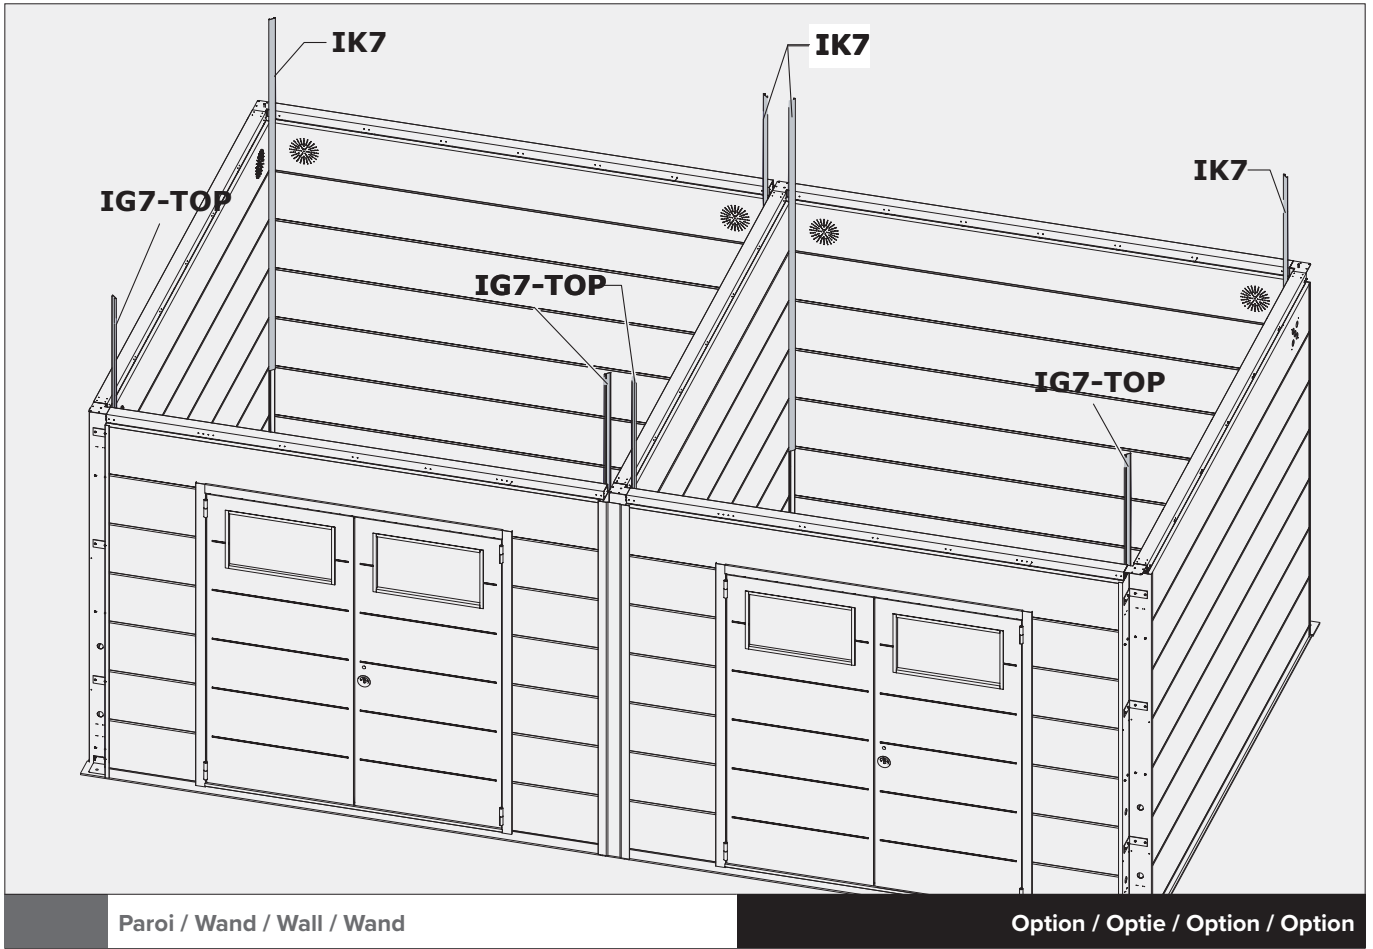 IK7
IK7
IK7
IG7-TOP
IG7-TOP
IG7-TOP
Paroi / Wand / Wall / Wand
Option / Optie / Option / Option